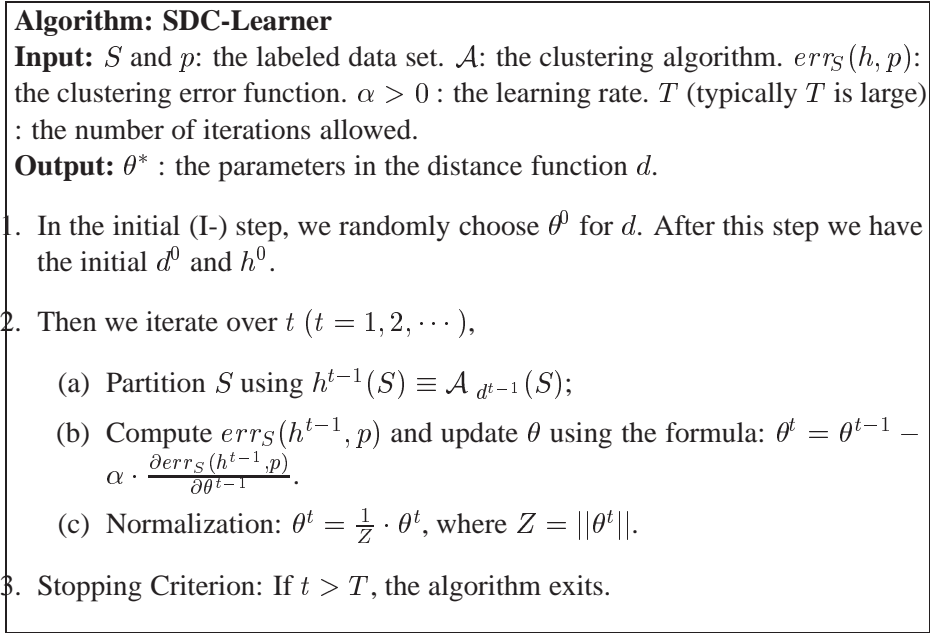 Algorithm: SDC-Learner
Input: S and p: the labeled data set. 𝒜: the clustering algorithm. err_S(h, p):
the clustering error function. α > 0 : the learning rate. T (typically T is large)
: the number of iterations allowed.
Output: θ* : the parameters in the distance function d.
1. In the initial (I-) step, we randomly choose θ^0 for d. After this step we have
the initial d^0 and h^0.
2. Then we iterate over t (t = 1, 2, ⋯),
(a) Partition S using h^{t−1}(S) ≡ 𝒜_{d^{t−1}}(S);
(b) Compute err_S(h^{t−1}, p) and update θ using the formula: θ^t = θ^{t−1} −
α · ∂err_S(h^{t−1},p)/∂θ^{t−1}.
(c) Normalization: θ^t = 1/Z · θ^t, where Z = ||θ^t||.
3. Stopping Criterion: If t > T, the algorithm exits.